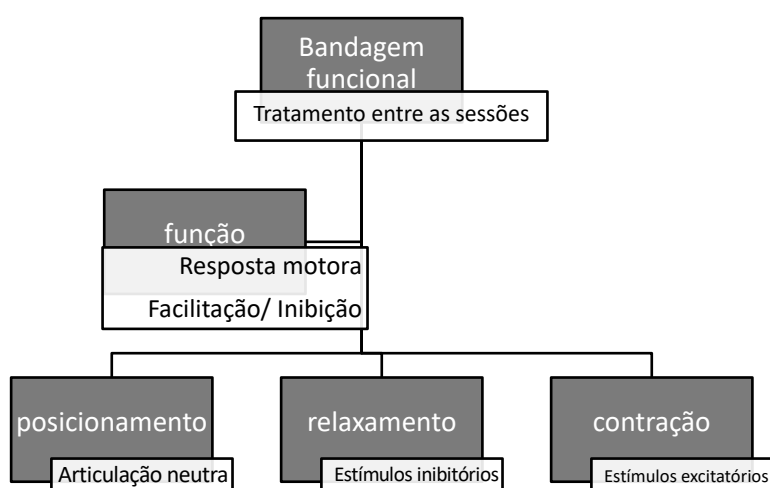 Bandagem
funcional
Tratamento entre as sessões
função
Resposta motora
Facilitação/ Inibição
posicionamento
Articulação neutra
relaxamento
Estímulos inibitórios
contração
Estímulos excitatórios